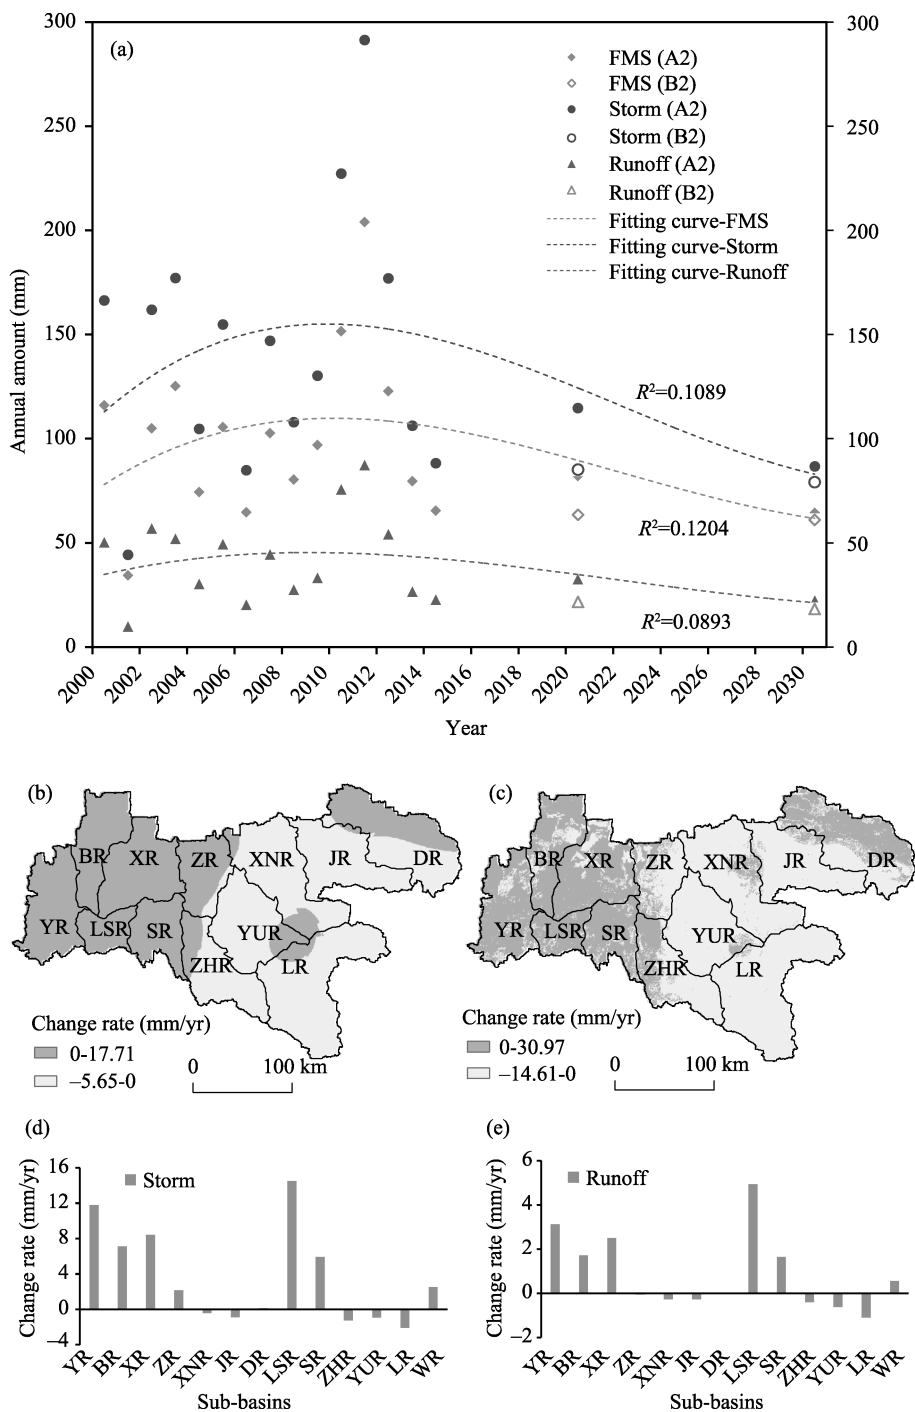 300
300
(a)
FMS (A2)
FMS (B2)
Storm (A2)
Storm (B2)
Runoff (A2)
Runoff (B2)
Fitting curve-FMS
Fitting curve-Storm
Fitting curve-Runoff
250
250
200
200
150
150
100
100
50
50
0
0
Annual amount (mm)
R²=0.1089
R²=0.1204
R²=0.0893
2000 2002 2004 2006 2008 2010 2012 2014 2016 2018 2020 2022 2024 2026 2028 2030
Year
(b)
BR XR ZR XNR JR DR
YR LSR SR YUR
ZHR LR
Change rate (mm/yr)
0-17.71
–5.65-0
0 100 km
(c)
BR XR ZR XNR JR DR
YR LSR SR YUR
ZHR LR
Change rate (mm/yr)
0-30.97
–14.61-0
0 100 km
(d)
16
12
8
4
0
–4
Change rate (mm/yr)
Storm
YR BR XR ZR XNR JR DR LSR SR ZHR YUR LR WR
Sub-basins
(e)
6
4
2
0
–2
Change rate (mm/yr)
Runoff
YR BR XR ZR XNR JR DR LSR SR ZHR YUR LR WR
Sub-basins